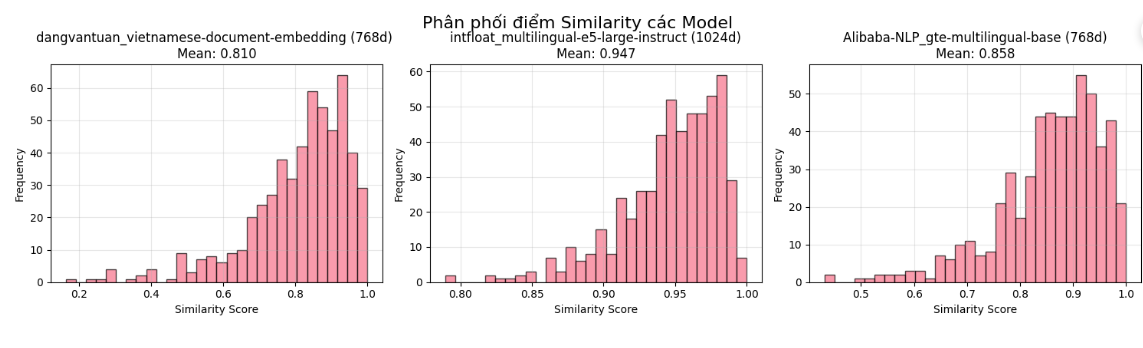 Phân phối điểm Similarity các Model
dangvantuan_vietnamese-document-embedding (768d)
Mean: 0.810
60
50
40
30
20
10
0
Frequency
0.2 0.4 0.6 0.8 1.0
Similarity Score
intfloat_multilingual-e5-large-instruct (1024d)
Mean: 0.947
60
50
40
30
20
10
0
Frequency
0.80 0.85 0.90 0.95 1.00
Similarity Score
Alibaba-NLP_gte-multilingual-base (768d)
Mean: 0.858
50
40
30
20
10
0
Frequency
0.5 0.6 0.7 0.8 0.9 1.0
Similarity Score